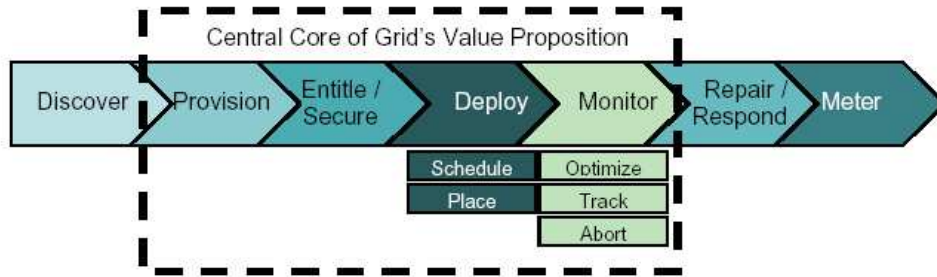 Central Core of Grid's Value Proposition
Discover
Provision
Entitle /
Secure
Deploy
Monitor
Repair /
Respond
Meter
Schedule
Optimize
Place
Track
Abort